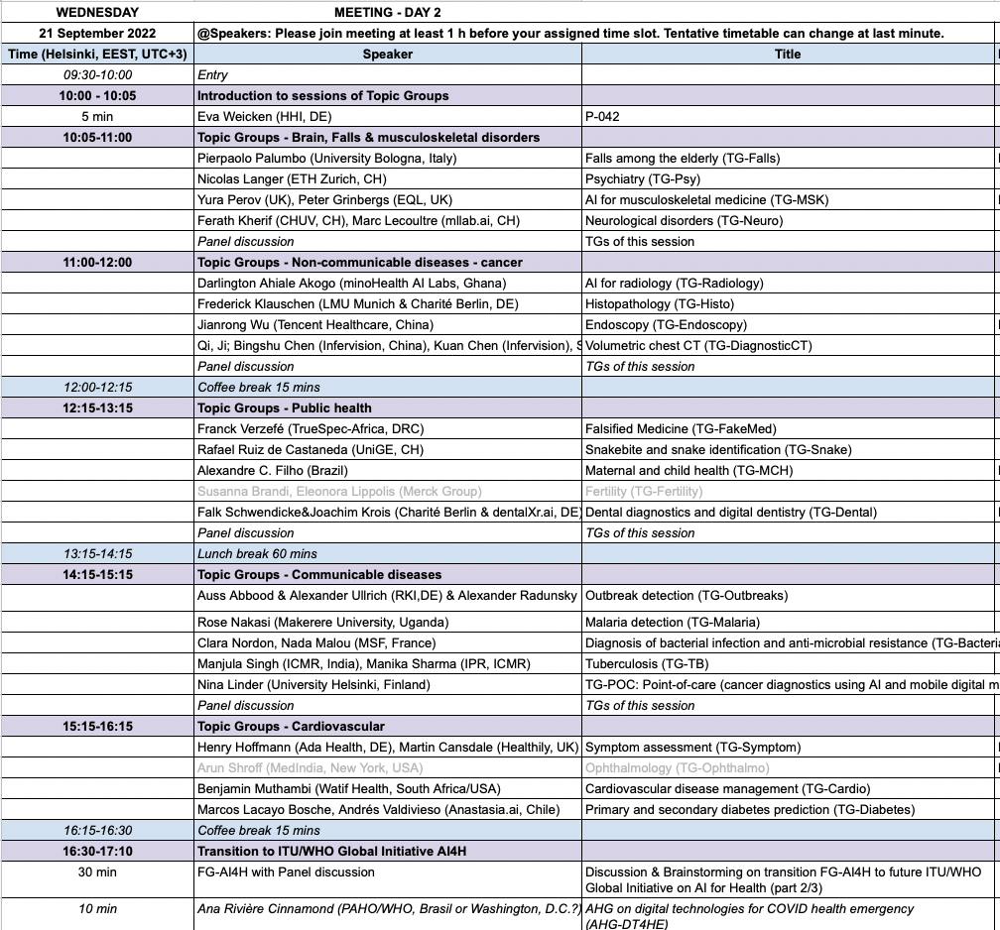 WEDNESDAY MEETING - DAY 2
21 September 2022 @Speakers: Please join meeting at least 1 h before your assigned time slot. Tentative timetable can change at last minute.
Time (Helsinki, EEST, UTC+3) Speaker Title
09:30-10:00 Entry
10:00 - 10:05 Introduction to sessions of Topic Groups
5 min Eva Weicken (HHI, DE) P-042
10:05-11:00 Topic Groups - Brain, Falls & musculoskeletal disorders
Pierpaolo Palumbo (University Bologna, Italy) Falls among the elderly (TG-Falls)
Nicolas Langer (ETH Zurich, CH) Psychiatry (TG-Psy)
Yura Perov (UK), Peter Grinbergs (EQL, UK) AI for musculoskeletal medicine (TG-MSK)
Ferath Kherif (CHUV, CH), Marc Lecoultre (mllab.ai, CH) Neurological disorders (TG-Neuro)
Panel discussion TGs of this session
11:00-12:00 Topic Groups - Non-communicable diseases - cancer
Darlington Ahiale Akogo (minoHealth AI Labs, Ghana) AI for radiology (TG-Radiology)
Frederick Klauschen (LMU Munich & Charité Berlin, DE) Histopathology (TG-Histo)
Jianrong Wu (Tencent Healthcare, China) Endoscopy (TG-Endoscopy)
Qi, Ji; Bingshu Chen (Infervision, China), Kuan Chen (Infervision), Volumetric chest CT (TG-DiagnosticCT)
Panel discussion TGs of this session
12:00-12:15 Coffee break 15 mins
12:15-13:15 Topic Groups - Public health
Franck Verzefé (TrueSpec-Africa, DRC) Falsified Medicine (TG-FakeMed)
Rafael Ruiz de Castaneda (UniGE, CH) Snakebite and snake identification (TG-Snake)
Alexandre C. Filho (Brazil) Maternal and child health (TG-MCH)
Susanna Brandi, Eleonora Lippolis (Merck Group) Fertility (TG-Fertility)
Falk Schwendicke&Joachim Krois (Charité Berlin & dentalXr.ai, DE) Dental diagnostics and digital dentistry (TG-Dental)
Panel discussion TGs of this session
13:15-14:15 Lunch break 60 mins
14:15-15:15 Topic Groups - Communicable diseases
Auss Abbood & Alexander Ullrich (RKI,DE) & Alexander Radunsky Outbreak detection (TG-Outbreaks)
Rose Nakasi (Makerere University, Uganda) Malaria detection (TG-Malaria)
Clara Nordon, Nada Malou (MSF, France) Diagnosis of bacterial infection and anti-microbial resistance (TG-Bacteria
Manjula Singh (ICMR, India), Manika Sharma (IPR, ICMR) Tuberculosis (TG-TB)
Nina Linder (University Helsinki, Finland) TG-POC: Point-of-care (cancer diagnostics using AI and mobile digital m
Panel discussion TGs of this session
15:15-16:15 Topic Groups - Cardiovascular
Henry Hoffmann (Ada Health, DE), Martin Cansdale (Healthily, UK) Symptom assessment (TG-Symptom)
Arun Shroff (MedIndia, New York, USA) Ophthalmology (TG-Ophthalmo)
Benjamin Muthambi (Watif Health, South Africa/USA) Cardiovascular disease management (TG-Cardio)
Marcos Lacayo Bosche, Andrés Valdivieso (Anastasia.ai, Chile) Primary and secondary diabetes prediction (TG-Diabetes)
16:15-16:30 Coffee break 15 mins
16:30-17:10 Transition to ITU/WHO Global Initiative AI4H
30 min FG-AI4H with Panel discussion Discussion & Brainstorming on transition FG-AI4H to future ITU/WHO
Global Initiative on AI for Health (part 2/3)
10 min Ana Rivière Cinnamond (PAHO/WHO, Brasil or Washington, D.C.?) AHG on digital technologies for COVID health emergency
(AHG-DT4HE)